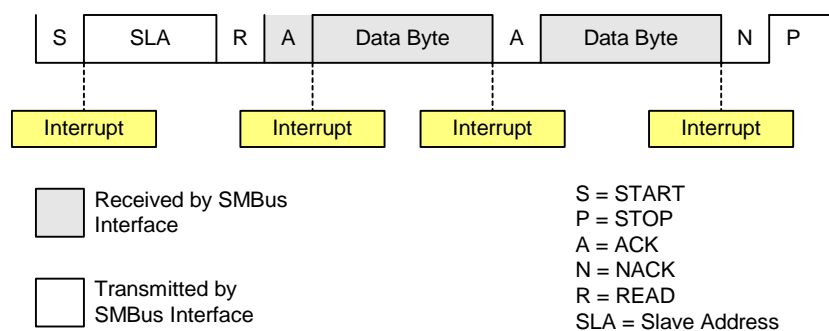 S SLA R A Data Byte A Data Byte N P
Interrupt Interrupt Interrupt Interrupt
Received by SMBus
Interface
Transmitted by
SMBus Interface
S = START
P = STOP
A = ACK
N = NACK
R = READ
SLA = Slave Address